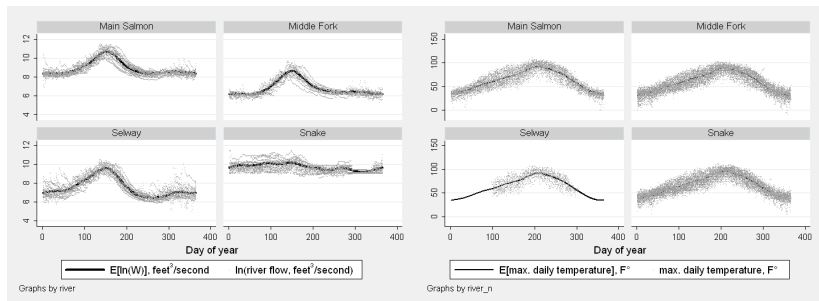 Main Salmon
Middle Fork
4 6 8 10 12
Selway
Snake
4 6 8 10 12
0 100 200 300 400
0 100 200 300 400
Day of year
E[ln(W)], feet³/second
ln(river flow, feet³/second)
Graphs by river
Main Salmon
Middle Fork
0 50 100 150
Selway
Snake
0 50 100 150
0 100 200 300 400
0 100 200 300 400
Day of year
E[max. daily temperature], F°
max. daily temperature, F°
Graphs by river_n